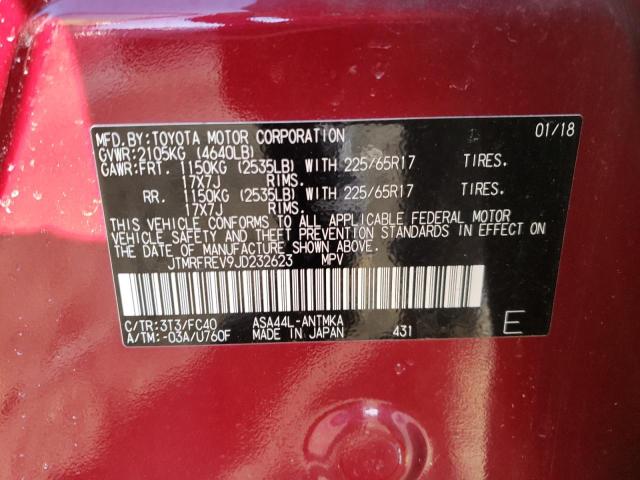 MFD.BY:TOYOTA MOTOR CORPORATION 01/18
GVWR:2105KG (4640LB)
GAWR:FRT. 1150KG (2535LB) WITH 225/65R17 TIRES.
17X7J RIMS.
RR. 1150KG (2535LB) WITH 225/65R17 TIRES.
17X7J RIMS.
THIS VEHICLE CONFORMS TO ALL APPLICABLE FEDERAL MOTOR
VEHICLE SAFETY AND THEFT PREVENTION STANDARDS IN EFFECT ON
THE DATE OF MANUFACTURE SHOWN ABOVE.
JTMRFREV9JD232623 MPV
C/TR:3T3/FC40 ASA44L-ANTMKA
A/TM:-03A/U760F MADE IN JAPAN 431 E